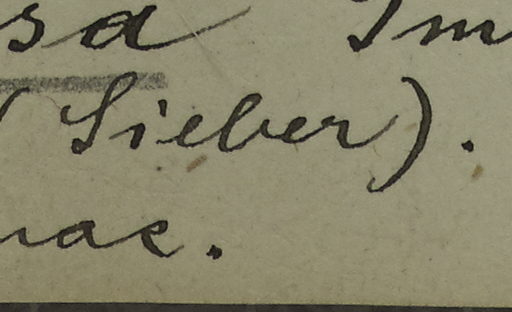 sa Im
(Sieber).
nae.